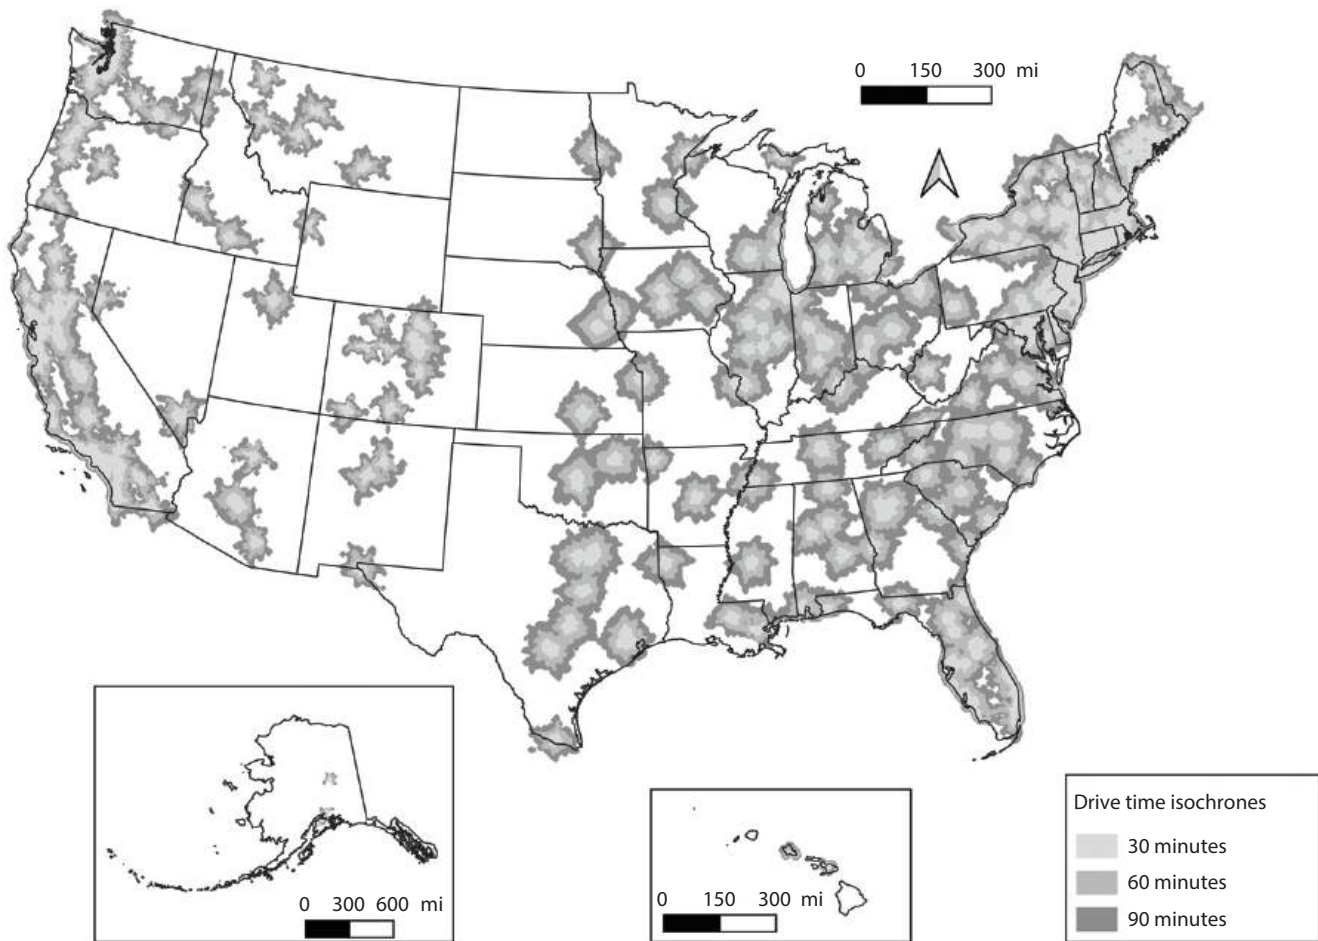 0 150 300 mi
0 300 600 mi
0 150 300 mi
Drive time isochrones
30 minutes
60 minutes
90 minutes